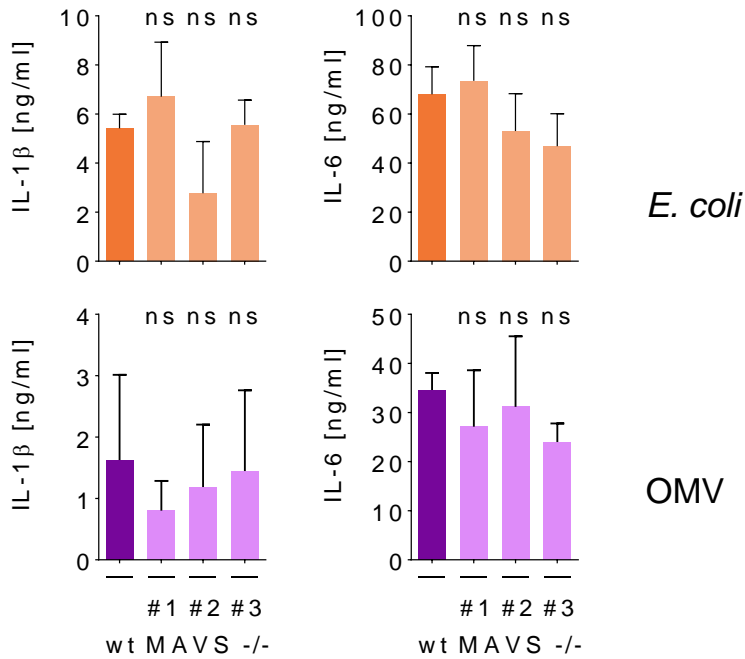 IL-1β [ng/ml]
10
8
6
4
2
0
ns ns ns
IL-6 [ng/ml]
100
80
60
40
20
0
ns ns ns
E. coli
IL-1β [ng/ml]
4
3
2
1
0
ns ns ns
IL-6 [ng/ml]
50
40
30
20
10
0
ns ns ns
OMV
#1 #2 #3
wt MAVS -/-
#1 #2 #3
wt MAVS -/-